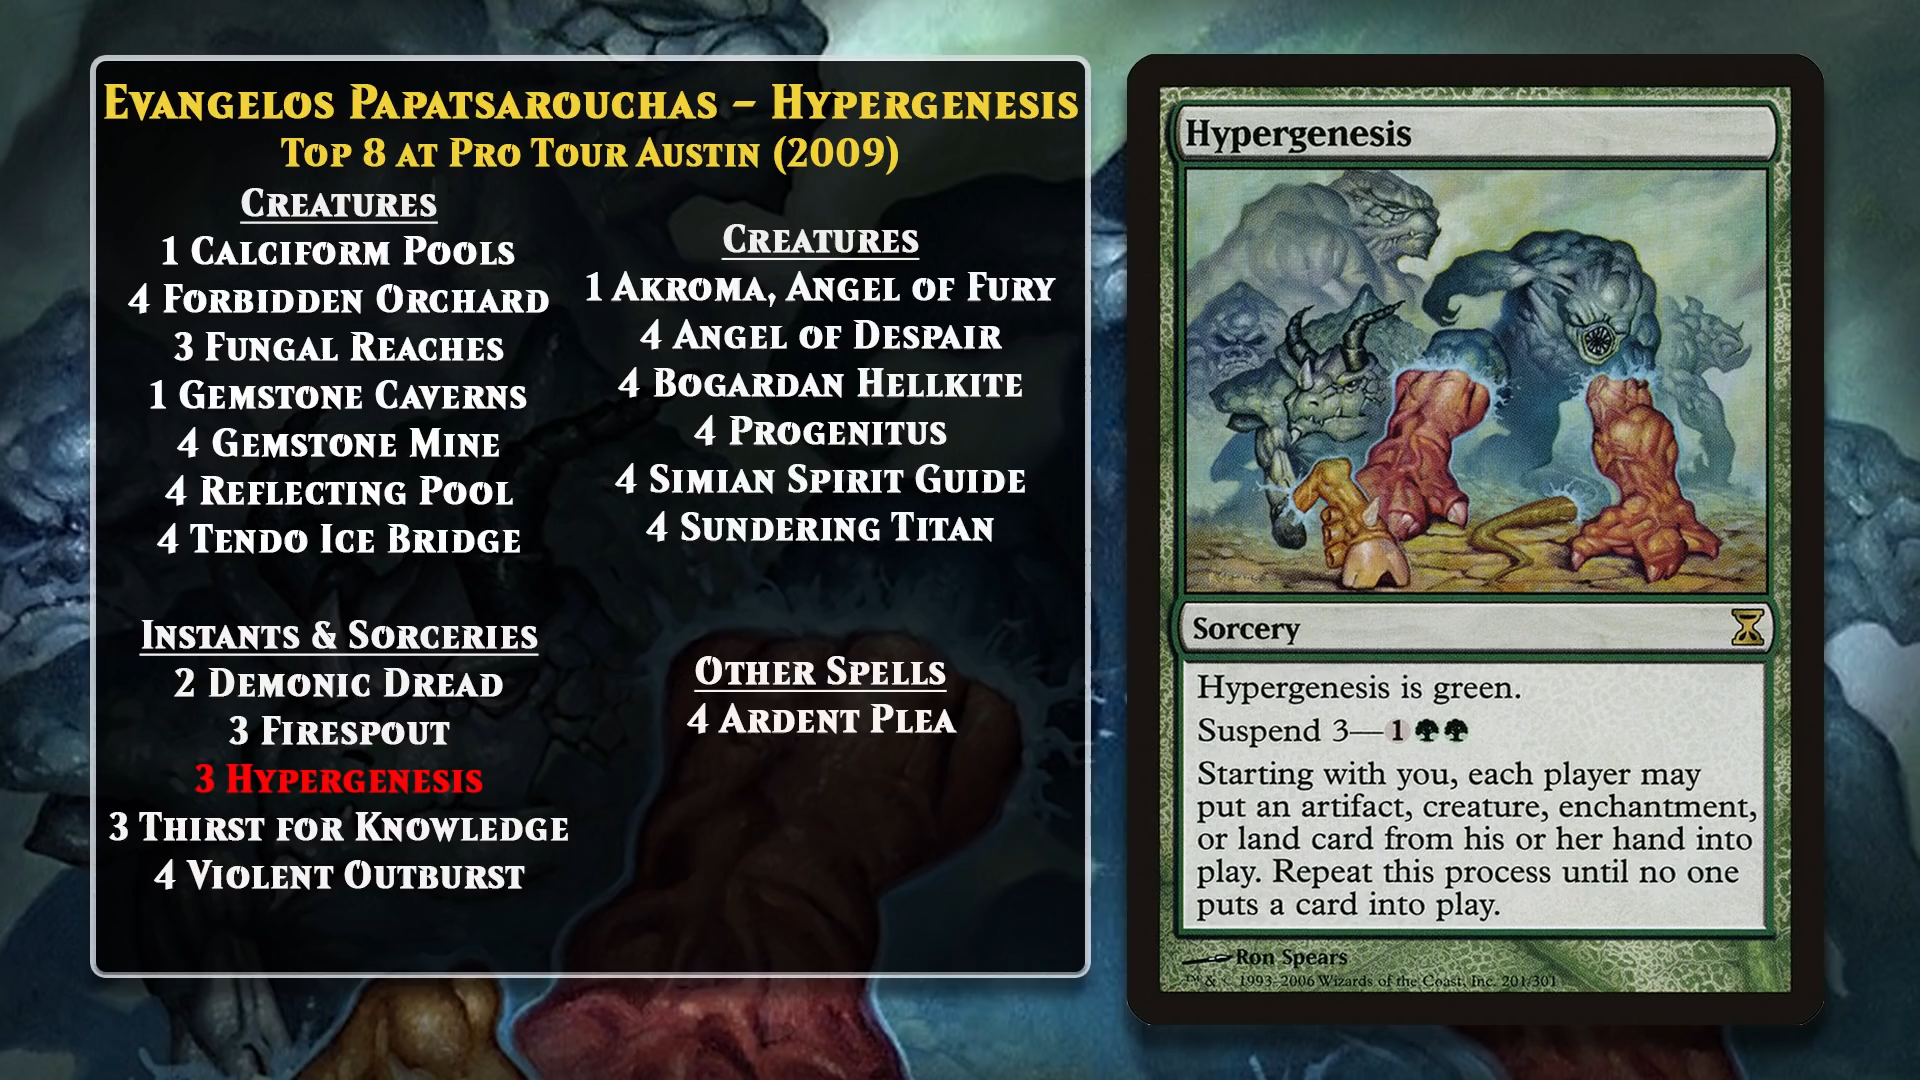 Evangelos Papatsarouchas – Hypergenesis
Top 8 at Pro Tour Austin (2009)
Creatures
1 Calciform Pools
4 Forbidden Orchard
3 Fungal Reaches
1 Gemstone Caverns
4 Gemstone Mine
4 Reflecting Pool
4 Tendo Ice Bridge
Instants & Sorceries
2 Demonic Dread
3 Firespout
3 Hypergenesis
3 Thirst for Knowledge
4 Violent Outburst
Creatures
1 Akroma, Angel of Fury
4 Angel of Despair
4 Bogardan Hellkite
4 Progenitus
4 Simian Spirit Guide
4 Sundering Titan
Other Spells
4 Ardent Plea
Hypergenesis
Sorcery
Hypergenesis is green.
Suspend 3—1
Starting with you, each player may
put an artifact, creature, enchantment,
or land card from his or her hand into
play. Repeat this process until no one
puts a card into play.
Ron Spears
™ & © 1993–2006 Wizards of the Coast, Inc. 201/301